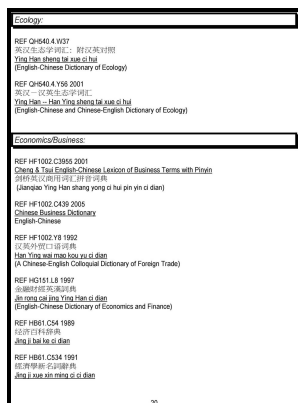 Ecology:
REF QH540.4.W37
英汉生态学词汇：附汉英对照
Ying Han sheng tai xue ci hui
(English-Chinese Dictionary of Ecology)
REF QH540.4.Y56 2001
英汉－汉英生态学词汇
Ying Han -- Han Ying sheng tai xue ci hui
(English-Chinese and Chinese-English Dictionary of Ecology)
Economics/Business:
REF HF1002.C3955 2001
Cheng & Tsui English-Chinese Lexicon of Business Terms with Pinyin
剑桥英汉商用词汇拼音词典
(Jianqiao Ying Han shang yong ci hui pin yin ci dian)
REF HF1002.C439 2005
Chinese Business Dictionary
English-Chinese
REF HF1002.Y8 1992
汉英外贸口语词典
Han Ying wai mao kou yu ci dian
(A Chinese-English Colloquial Dictionary of Foreign Trade)
REF HG151.L8 1997
金融財經英漢詞典
Jin rong cai jing Ying Han ci dian
(English-Chinese Dictionary of Economics and Finance)
REF HB61.C54 1989
经济百科辞典
Jing ji bai ke ci dian
REF HB61.C534 1991
經濟學新名詞辭典
Jing ji xue xin ming ci ci dian
20